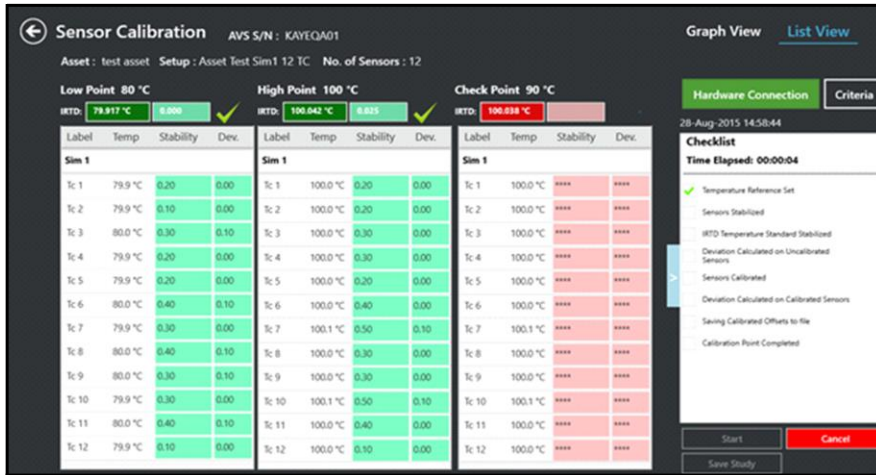 Sensor Calibration AVS S/N : KAYEQA01 Graph View List View
Asset : test asset Setup : Asset Test Sim1 12 TC No. of Sensors : 12
Low Point 80 °C High Point 100 °C Check Point 90 °C
IRTD: 79.917 °C 0.000 IRTD: 100.042 °C 0.025 IRTD: 100.038 °C
Label Temp Stability Dev. Label Temp Stability Dev. Label Temp Stability Dev.
Sim 1 Sim 1 Sim 1
Tc 1 79.9 °C 0.20 0.00 Tc 1 100.0 °C 0.20 0.00 Tc 1 100.0 °C **** ****
Tc 2 79.9 °C 0.10 0.00 Tc 2 100.0 °C 0.20 0.00 Tc 2 100.0 °C **** ****
Tc 3 80.0 °C 0.30 0.10 Tc 3 100.0 °C 0.30 0.00 Tc 3 100.0 °C **** ****
Tc 4 79.9 °C 0.20 0.00 Tc 4 100.0 °C 0.30 0.00 Tc 4 100.0 °C **** ****
Tc 5 79.9 °C 0.20 0.00 Tc 5 100.0 °C 0.20 0.00 Tc 5 100.0 °C **** ****
Tc 6 80.0 °C 0.40 0.10 Tc 6 100.0 °C 0.40 0.00 Tc 6 100.0 °C **** ****
Tc 7 79.9 °C 0.30 0.00 Tc 7 100.1 °C 0.50 0.10 Tc 7 100.1 °C **** ****
Tc 8 80.0 °C 0.40 0.10 Tc 8 100.0 °C 0.30 0.00 Tc 8 100.0 °C **** ****
Tc 9 80.0 °C 0.30 0.10 Tc 9 100.0 °C 0.30 0.00 Tc 9 100.0 °C **** ****
Tc 10 79.9 °C 0.30 0.00 Tc 10 100.1 °C 0.50 0.10 Tc 10 100.1 °C **** ****
Tc 11 80.0 °C 0.40 0.10 Tc 11 100.0 °C 0.40 0.00 Tc 11 100.0 °C **** ****
Tc 12 79.9 °C 0.10 0.00 Tc 12 100.0 °C 0.10 0.00 Tc 12 100.0 °C **** ****
Hardware Connection Criteria
28-Aug-2015 14:58:44
Checklist
Time Elapsed: 00:00:04
Temperature Reference Set
Sensors Stabilized
IRTD Temperature Standard Stabilized
Deviation Calculated on Uncalibrated
Sensors
Sensors Calibrated
Deviation Calculated on Calibrated Sensors
Saving Calibrated Offsets to file
Calibration Point Completed
>
Start Cancel
Save Study